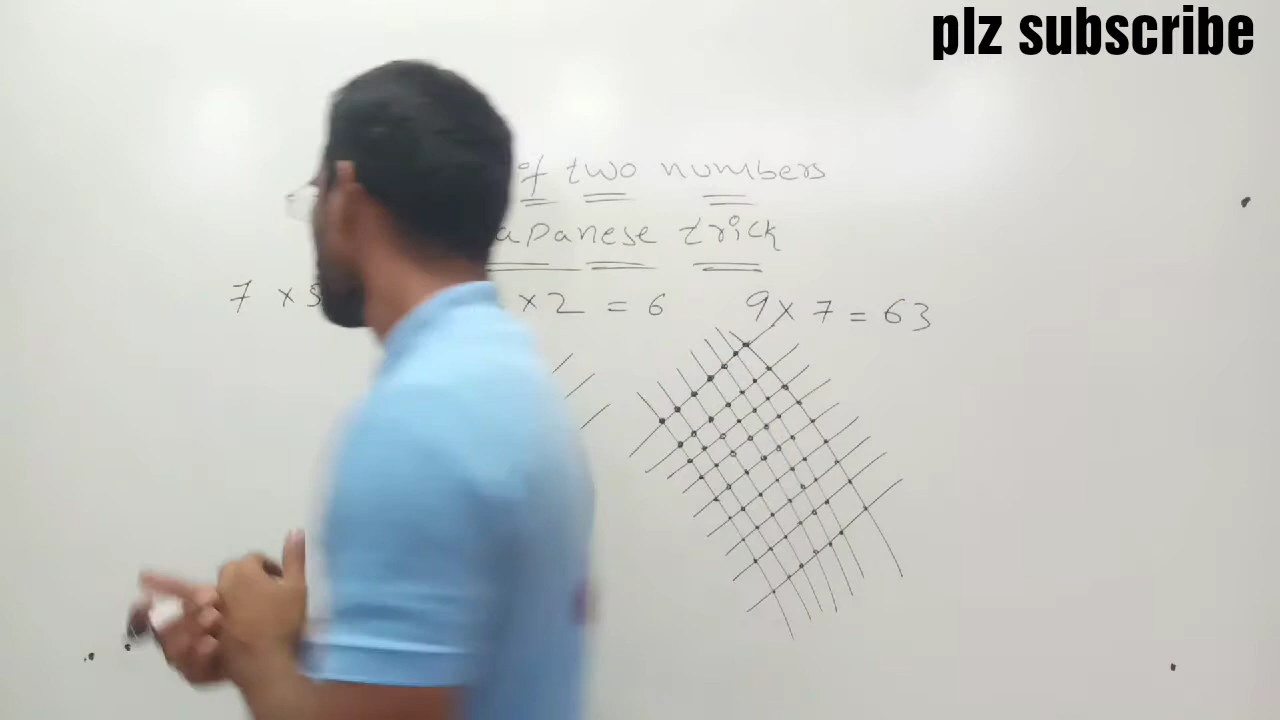 plz subscribe
of two numbers
apanese trick
7 x 5 x 2 = 6 9 x 7 = 63